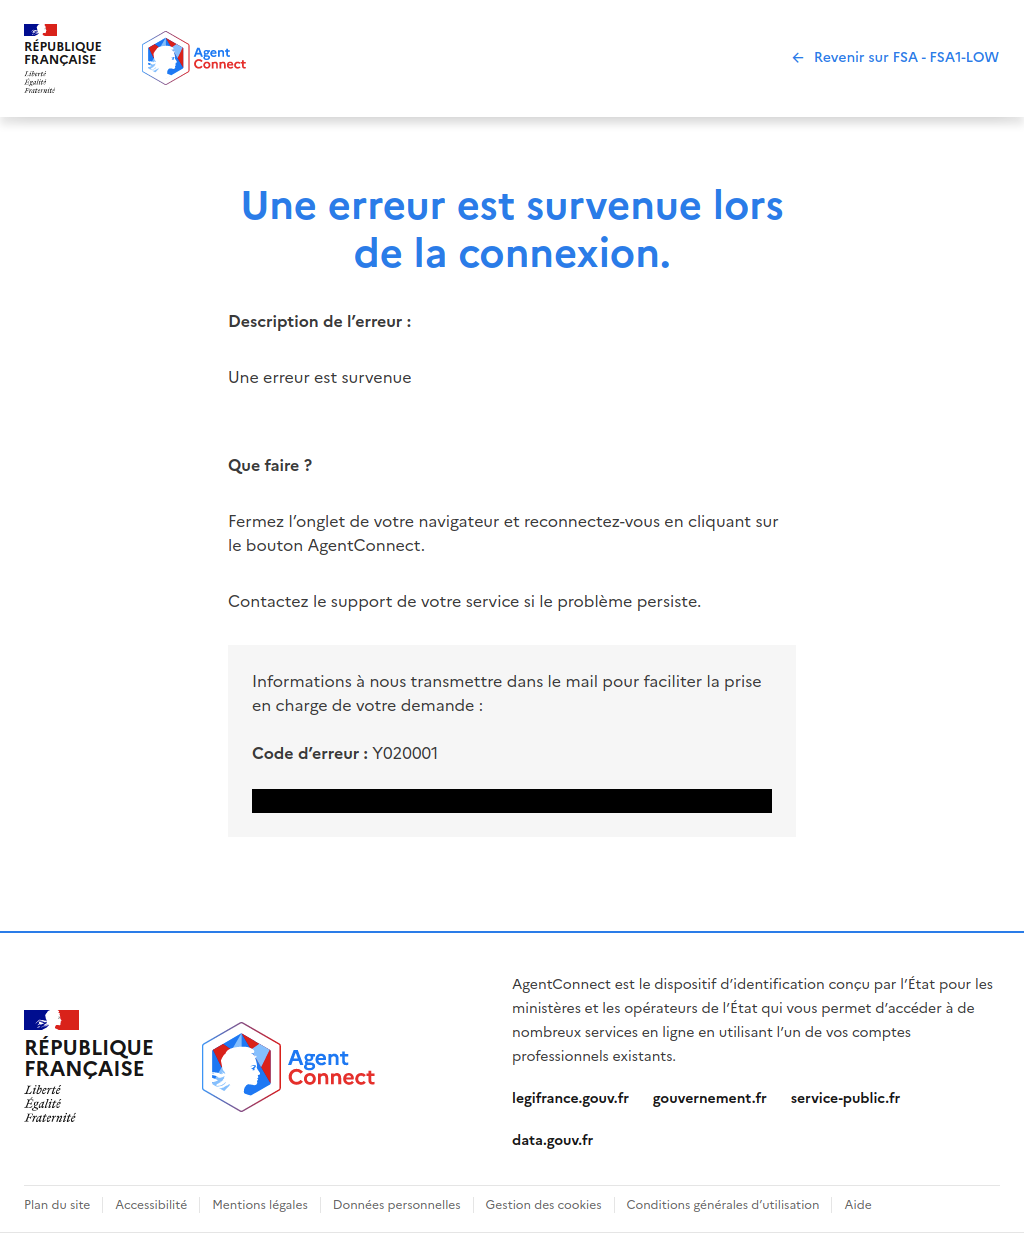 RÉPUBLIQUE
FRANÇAISE
Liberté
Égalité
Fraternité
Agent
Connect
← Revenir sur FSA - FSA1-LOW
Une erreur est survenue lors
de la connexion.
Description de l’erreur :
Une erreur est survenue
Que faire ?
Fermez l’onglet de votre navigateur et reconnectez-vous en cliquant sur
le bouton AgentConnect.
Contactez le support de votre service si le problème persiste.
Informations à nous transmettre dans le mail pour faciliter la prise
en charge de votre demande :
Code d’erreur : Y020001
RÉPUBLIQUE
FRANÇAISE
Liberté
Égalité
Fraternité
Agent
Connect
AgentConnect est le dispositif d’identification conçu par l’État pour les
ministères et les opérateurs de l’État qui vous permet d’accéder à de
nombreux services en ligne en utilisant l’un de vos comptes
professionnels existants.
legifrance.gouv.fr gouvernement.fr service-public.fr
data.gouv.fr
Plan du site Accessibilité Mentions légales Données personnelles Gestion des cookies Conditions générales d’utilisation Aide